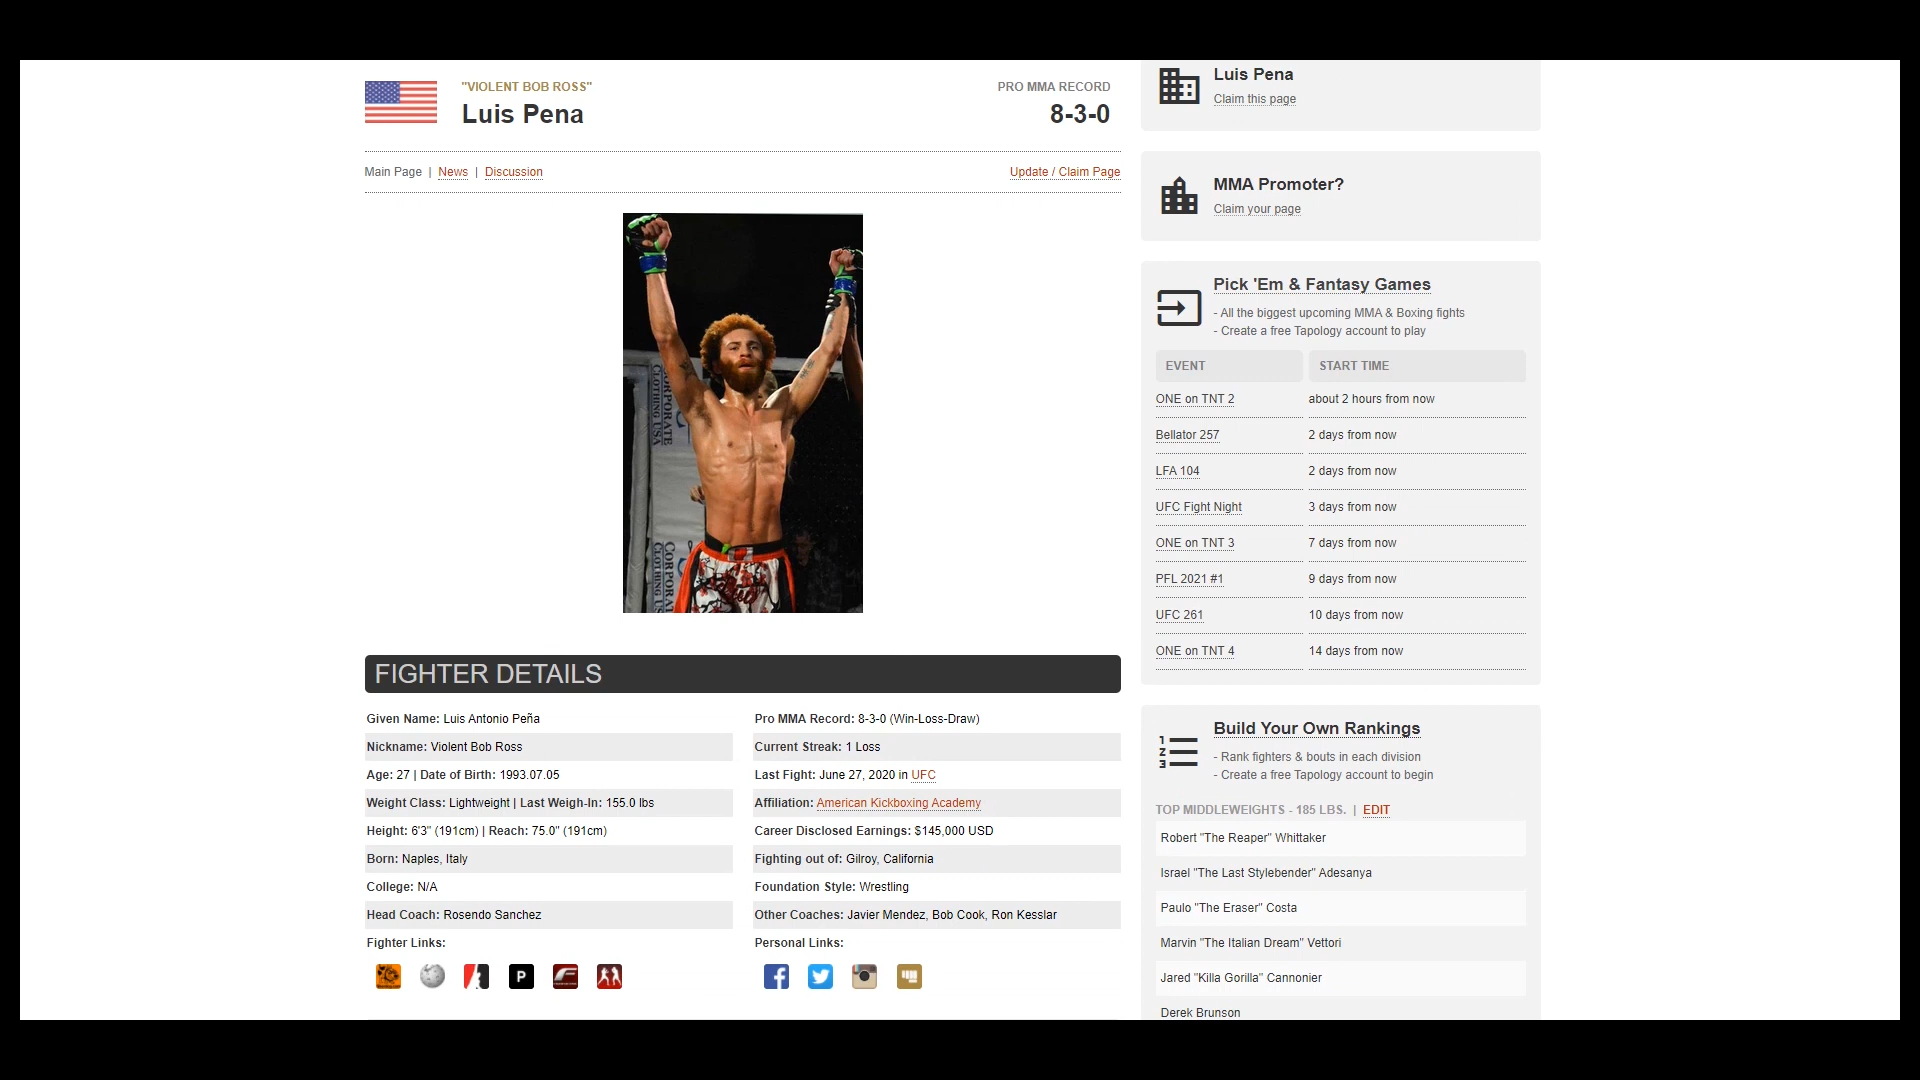 "VIOLENT BOB ROSS"
Luis Pena
PRO MMA RECORD
8-3-0
Main Page | News | Discussion
Update / Claim Page
CORPORATE
CLOTHING USA
CORPORAT
CLOTHING US
FIGHTER DETAILS
Given Name: Luis Antonio Peña
Nickname: Violent Bob Ross
Age: 27 | Date of Birth: 1993.07.05
Weight Class: Lightweight | Last Weigh-In: 155.0 lbs
Height: 6'3" (191cm) | Reach: 75.0" (191cm)
Born: Naples, Italy
College: N/A
Head Coach: Rosendo Sanchez
Fighter Links:
P
Pro MMA Record: 8-3-0 (Win-Loss-Draw)
Current Streak: 1 Loss
Last Fight: June 27, 2020 in UFC
Affiliation: American Kickboxing Academy
Career Disclosed Earnings: $145,000 USD
Fighting out of: Gilroy, California
Foundation Style: Wrestling
Other Coaches: Javier Mendez, Bob Cook, Ron Kesslar
Personal Links:
Luis Pena
Claim this page
MMA Promoter?
Claim your page
Pick 'Em & Fantasy Games
- All the biggest upcoming MMA & Boxing fights
- Create a free Tapology account to play
EVENT START TIME
ONE on TNT 2 about 2 hours from now
Bellator 257 2 days from now
LFA 104 2 days from now
UFC Fight Night 3 days from now
ONE on TNT 3 7 days from now
PFL 2021 #1 9 days from now
UFC 261 10 days from now
ONE on TNT 4 14 days from now
Build Your Own Rankings
- Rank fighters & bouts in each division
- Create a free Tapology account to begin
TOP MIDDLEWEIGHTS - 185 LBS. | EDIT
Robert "The Reaper" Whittaker
Israel "The Last Stylebender" Adesanya
Paulo "The Eraser" Costa
Marvin "The Italian Dream" Vettori
Jared "Killa Gorilla" Cannonier
Derek Brunson